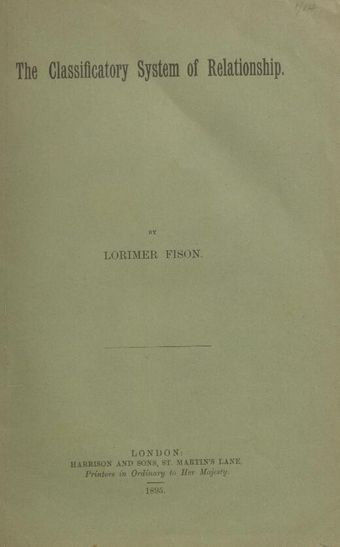 The Classificatory System of Relationship.
BY
LORIMER FISON.
LONDON:
HARRISON AND SONS, ST. MARTIN'S LANE,
Printers in Ordinary to Her Majesty.
1895.